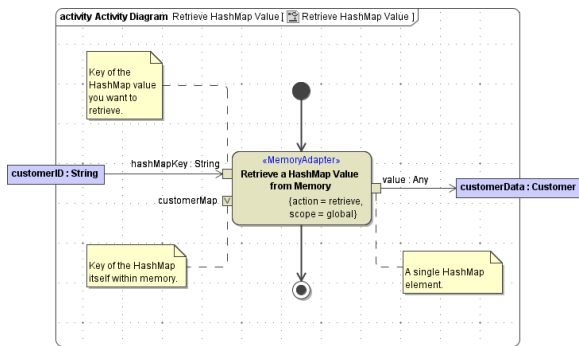 activity Activity Diagram Retrieve HashMap Value [ Retrieve HashMap Value ]
Key of the
HashMap value
you want to
retrieve.
hashMapKey : String
customerID : String
«MemoryAdapter»
Retrieve a HashMap Value
from Memory
{action = retrieve,
scope = global}
customerMap
V
value : Any
customerData : Customer
Key of the HashMap
itself within memory.
A single HashMap
element.